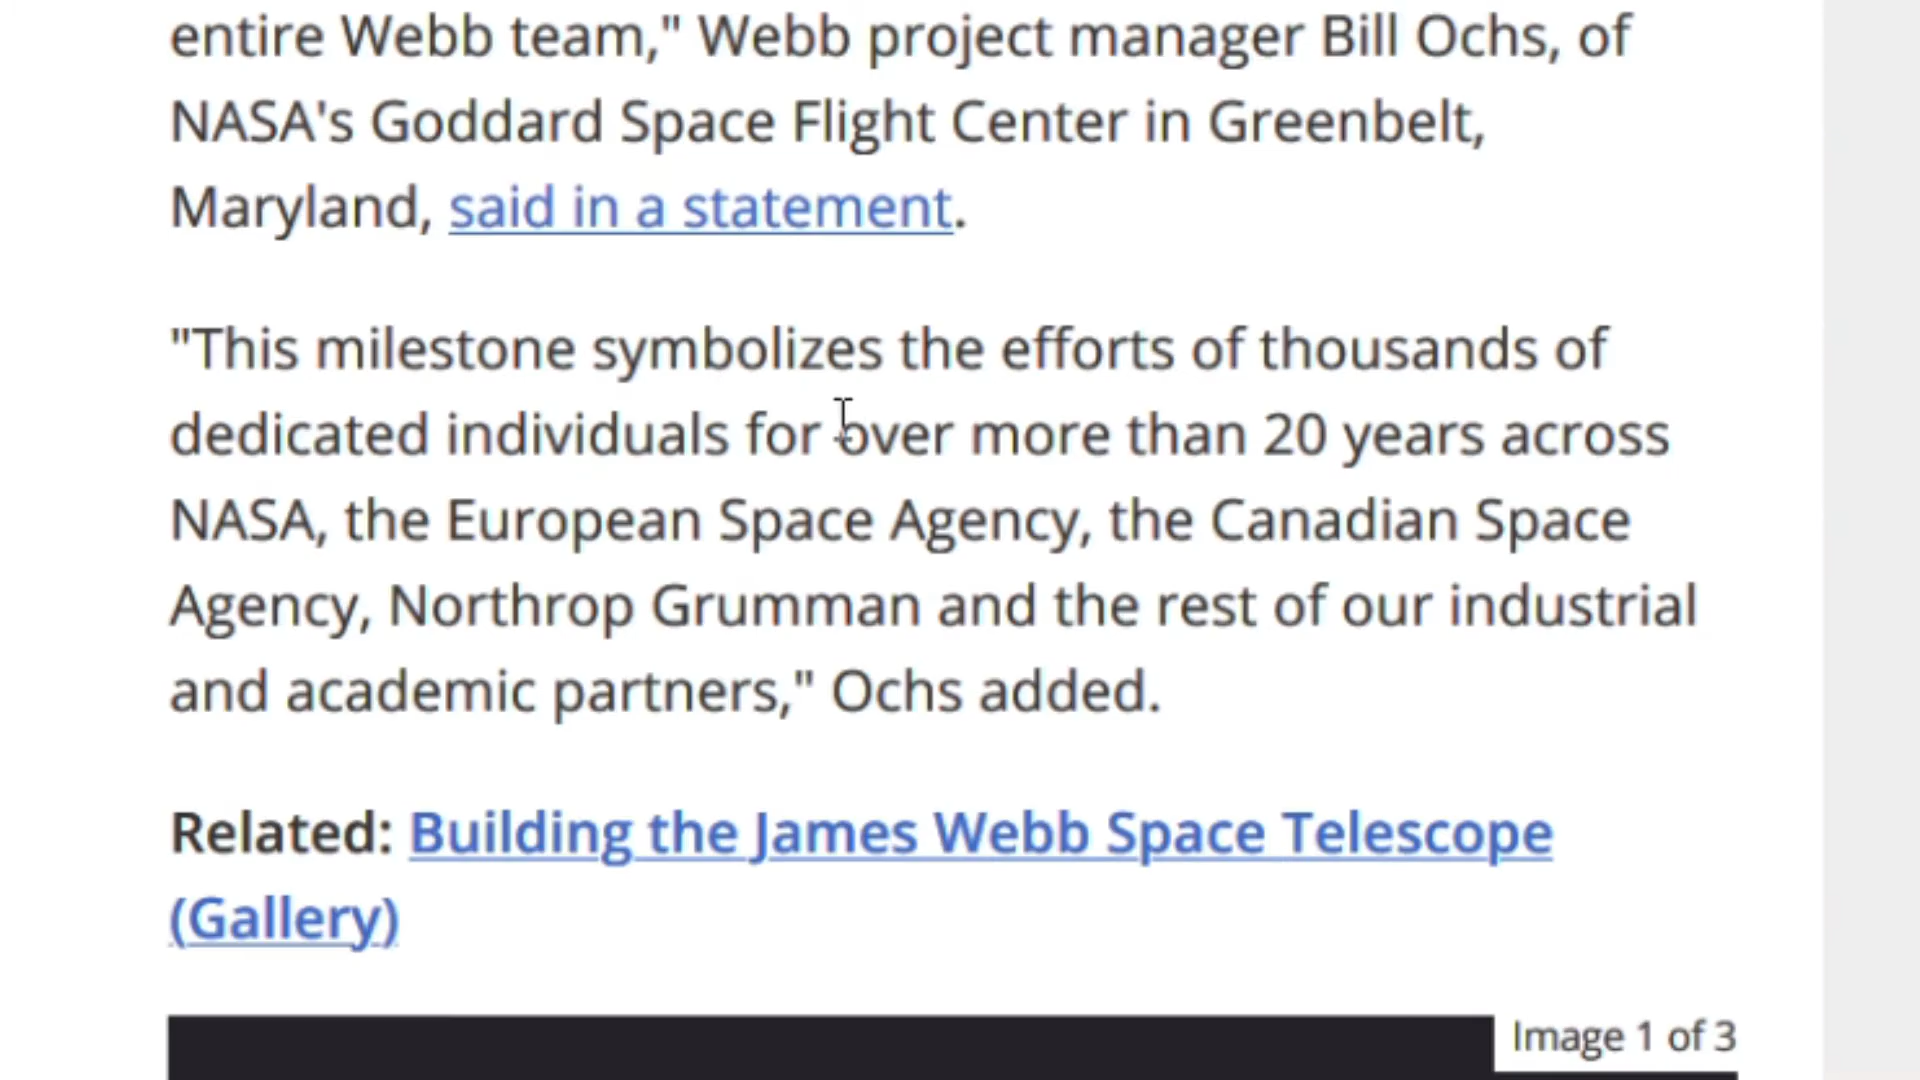 entire Webb team," Webb project manager Bill Ochs, of
NASA's Goddard Space Flight Center in Greenbelt,
Maryland, said in a statement.
"This milestone symbolizes the efforts of thousands of
dedicated individuals for over more than 20 years across
NASA, the European Space Agency, the Canadian Space
Agency, Northrop Grumman and the rest of our industrial
and academic partners," Ochs added.
Related: Building the James Webb Space Telescope
(Gallery)
Image 1 of 3